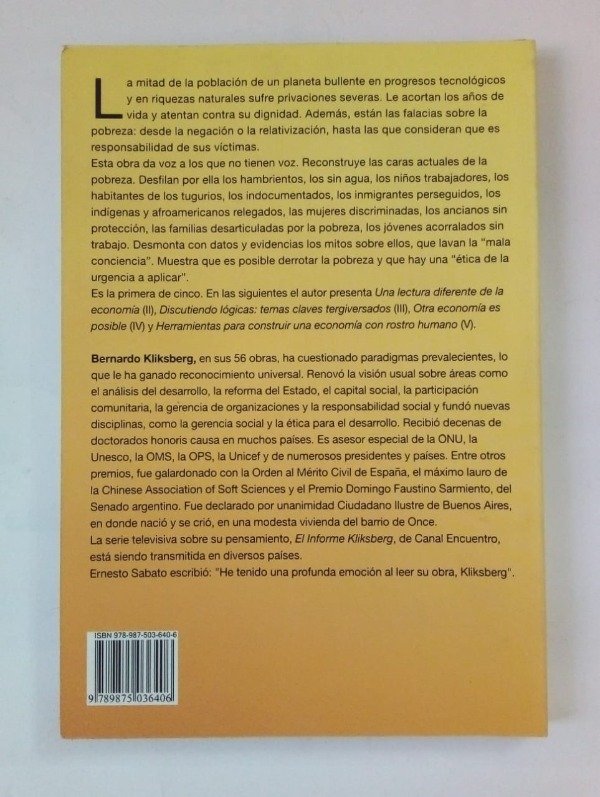 La mitad de la población de un planeta bullente en progresos tecnológicos
y en riquezas naturales sufre privaciones severas. Le acortan los años de
vida y atentan contra su dignidad. Además, están las falacias sobre la
pobreza: desde la negación o la relativización, hasta las que consideran que es
responsabilidad de sus víctimas.
Esta obra da voz a los que no tienen voz. Reconstruye las caras actuales de la
pobreza. Desfilan por ella los hambrientos, los sin agua, los niños trabajadores, los
habitantes de los tugurios, los indocumentados, los inmigrantes perseguidos, los
indígenas y afroamericanos relegados, las mujeres discriminadas, los ancianos sin
protección, las familias desarticuladas por la pobreza, los jóvenes acorralados sin
trabajo. Desmonta con datos y evidencias los mitos sobre ellos, que lavan la “mala
conciencia”. Muestra que es posible derrotar la pobreza y que hay una “ética de la
urgencia a aplicar”.
Es la primera de cinco. En las siguientes el autor presenta Una lectura diferente de la
economía (II), Discutiendo lógicas: temas claves tergiversados (III), Otra economía es
posible (IV) y Herramientas para construir una economía con rostro humano (V).
Bernardo Kliksberg, en sus 56 obras, ha cuestionado paradigmas prevalecientes, lo
que le ha ganado reconocimiento universal. Renovó la visión usual sobre áreas como
el análisis del desarrollo, la reforma del Estado, el capital social, la participación
comunitaria, la gerencia de organizaciones y la responsabilidad social y fundó nuevas
disciplinas, como la gerencia social y la ética para el desarrollo. Recibió decenas de
doctorados honoris causa en muchos países. Es asesor especial de la ONU, la
Unesco, la OMS, la OPS, la Unicef y de numerosos presidentes y países. Entre otros
premios, fue galardonado con la Orden al Mérito Civil de España, el máximo lauro de
la Chinese Association of Soft Sciences y el Premio Domingo Faustino Sarmiento, del
Senado argentino. Fue declarado por unanimidad Ciudadano Ilustre de Buenos Aires,
en donde nació y se crió, en una modesta vivienda del barrio de Once.
La serie televisiva sobre su pensamiento, El Informe Kliksberg, de Canal Encuentro,
está siendo transmitida en diversos países.
Ernesto Sabato escribió: "He tenido una profunda emoción al leer su obra, Kliksberg".
ISBN 978-987-503-640-6
9 789875 036406